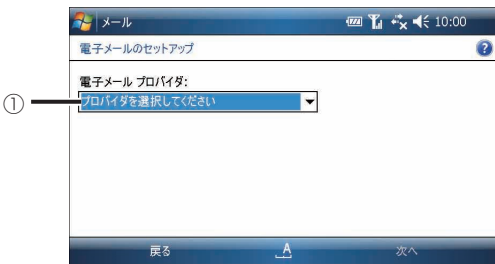 メール 10:00
電子メールのセットアップ
電子メール プロバイダ:
① プロバイダを選択してください
戻る A 次へ